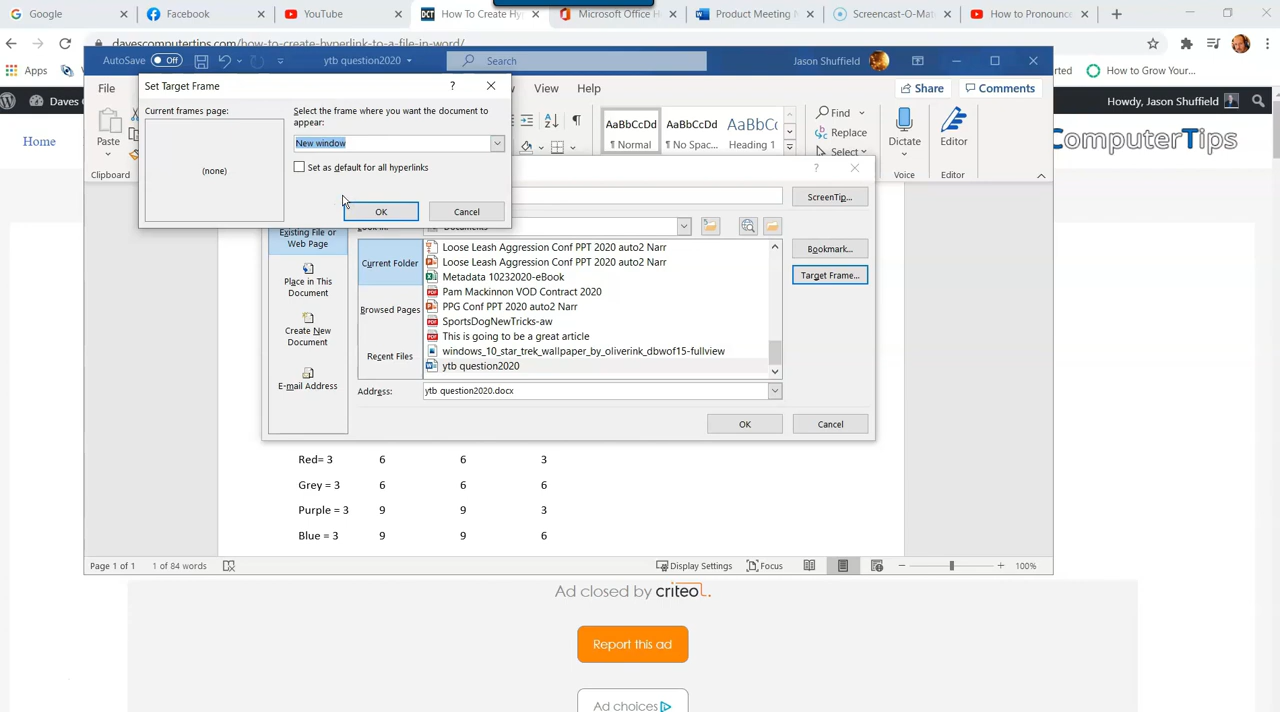 Google
Facebook
YouTube
DCT How To Create Hy
Microsoft Office H
Product Meeting
Screencast-O-Mat
How to Pronounc
davescomputertips.com/how-to-create-hyperlink-to-a-file-in-word/
Apps
How to Grow Your...
Daves
Howdy, Jason Shuffield
Home
ComputerTips
AutoSave Off
ytb question2020
Search
Jason Shuffield
File
View
Help
Share
Comments
Paste
Clipboard
AaBbCcDd
¶ Normal
AaBbCcDd
¶ No Spac...
AaBbCc
Heading 1
Find
Replace
Select
Dictate
Voice
Editor
Editor
Set Target Frame
?
Current frames page:
(none)
Select the frame where you want the document to
appear:
New window
Set as default for all hyperlinks
OK
Cancel
?
ScreenTip...
Bookmark...
Target Frame...
Existing File or
Web Page
Place in This
Document
Create New
Document
E-mail Address
Current
Folder
Browsed
Pages
Recent Files
Loose Leash Aggression Conf PPT 2020 auto2 Narr
Loose Leash Aggression Conf PPT 2020 auto2 Narr
Metadata 10232020-eBook
Pam Mackinnon VOD Contract 2020
PPG Conf PPT 2020 auto2 Narr
SportsDogNewTricks-aw
This is going to be a great article
windows_10_star_trek_wallpaper_by_oliverink_dbwof15-fullview
ytb question2020
Address:
ytb question2020.docx
OK
Cancel
Red= 3 6 6 3
Grey = 3 6 6 6
Purple = 3 9 9 3
Blue = 3 9 9 6
Page 1 of 1
1 of 84 words
Display Settings
Focus
100%
Ad closed by criteo
Report this ad
Ad choices